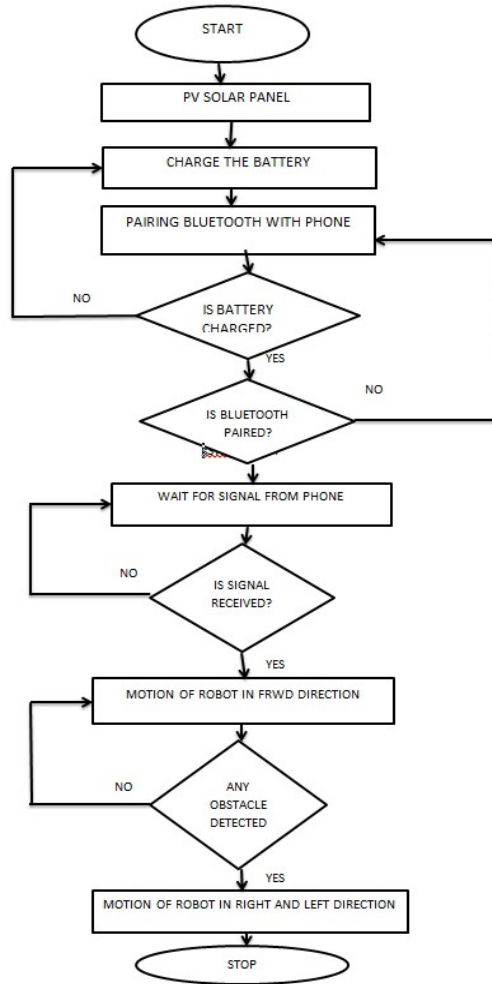 START
PV SOLAR PANEL
CHARGE THE BATTERY
PAIRING BLUETOOTH WITH PHONE
NO
IS BATTERY
CHARGED?
YES
NO
IS BLUETOOTH
PAIRED?
WAIT FOR SIGNAL FROM PHONE
NO
IS SIGNAL
RECEIVED?
YES
MOTION OF ROBOT IN FRWD DIRECTION
NO
ANY
OBSTACLE
DETECTED
YES
MOTION OF ROBOT IN RIGHT AND LEFT DIRECTION
STOP